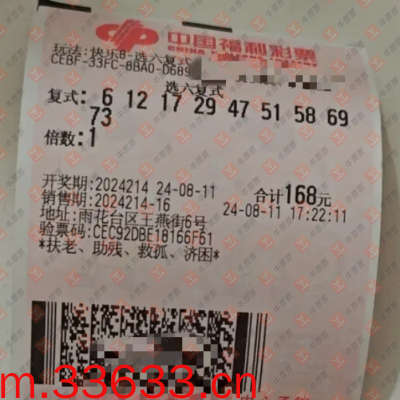 中国福利彩票
CHINA
玩法:快乐8-选六复式
CEBF-33FC-8BA0-D689
选六复式
复式: 6 12 17 29 47 51 58 69
73
倍数:1
开奖期:2024214 24-08-11 合计168元
销售期:2024214-16 24-08-11 17:22:11
地址:雨花台区王燕街6号
验票码:CEC92DBE18166F61
*扶老、助残、救孤、济困*
m.33633.cn